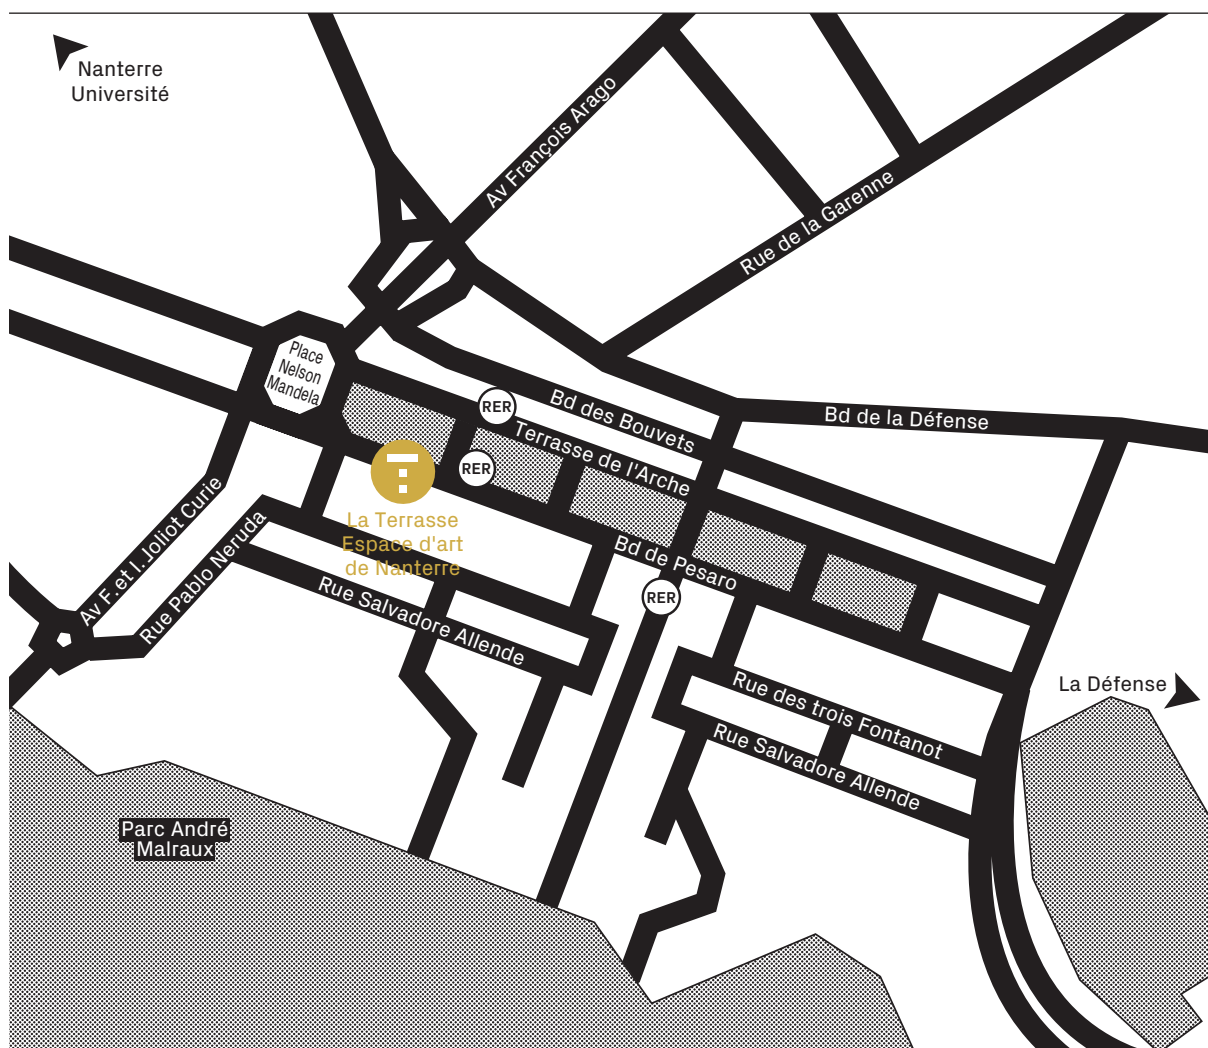 Nanterre
Université
Av François Arago
Rue de la Garenne
Place
Nelson
Mandela
RER
Bd des Bouvets
Bd de la Défense
Terrasse de l'Arche
RER
Av F. et I. Joliot Curie
Rue Pablo Neruda
La Terrasse
Espace d'art
de Nanterre
Bd de Pesaro
RER
Rue Salvadore Allende
La Défense
Rue des trois Fontanot
Rue Salvadore Allende
Parc André
Malraux